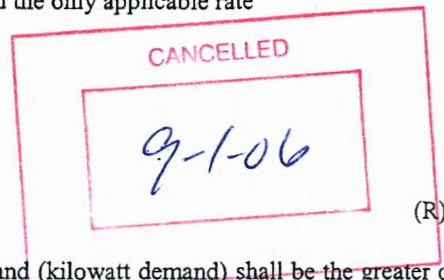 the only applicable rate
CANCELLED
9-1-06
(R)
and (kilowatt demand) shall be the greater